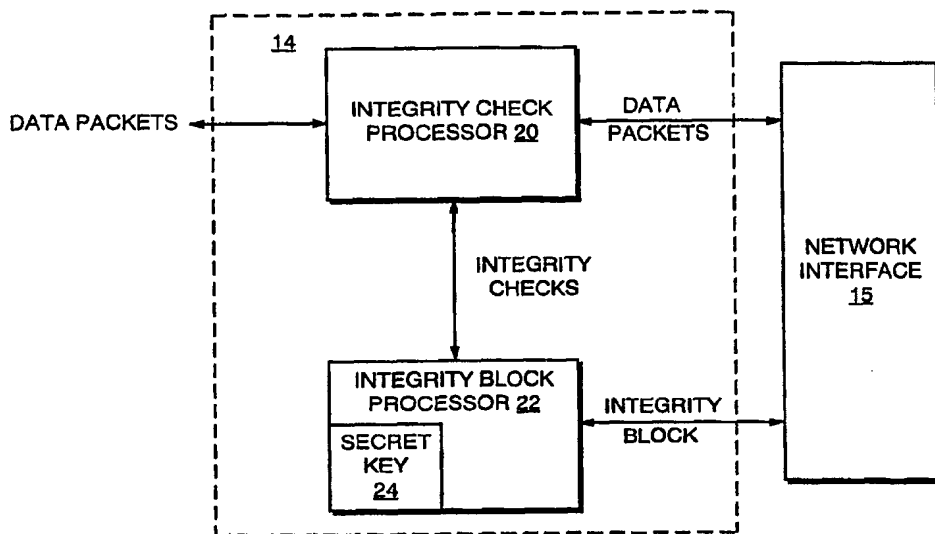 14
DATA PACKETS
INTEGRITY CHECK
PROCESSOR 20
DATA
PACKETS
INTEGRITY
CHECKS
NETWORK
INTERFACE
15
INTEGRITY BLOCK
PROCESSOR 22
SECRET
KEY
24
INTEGRITY
BLOCK